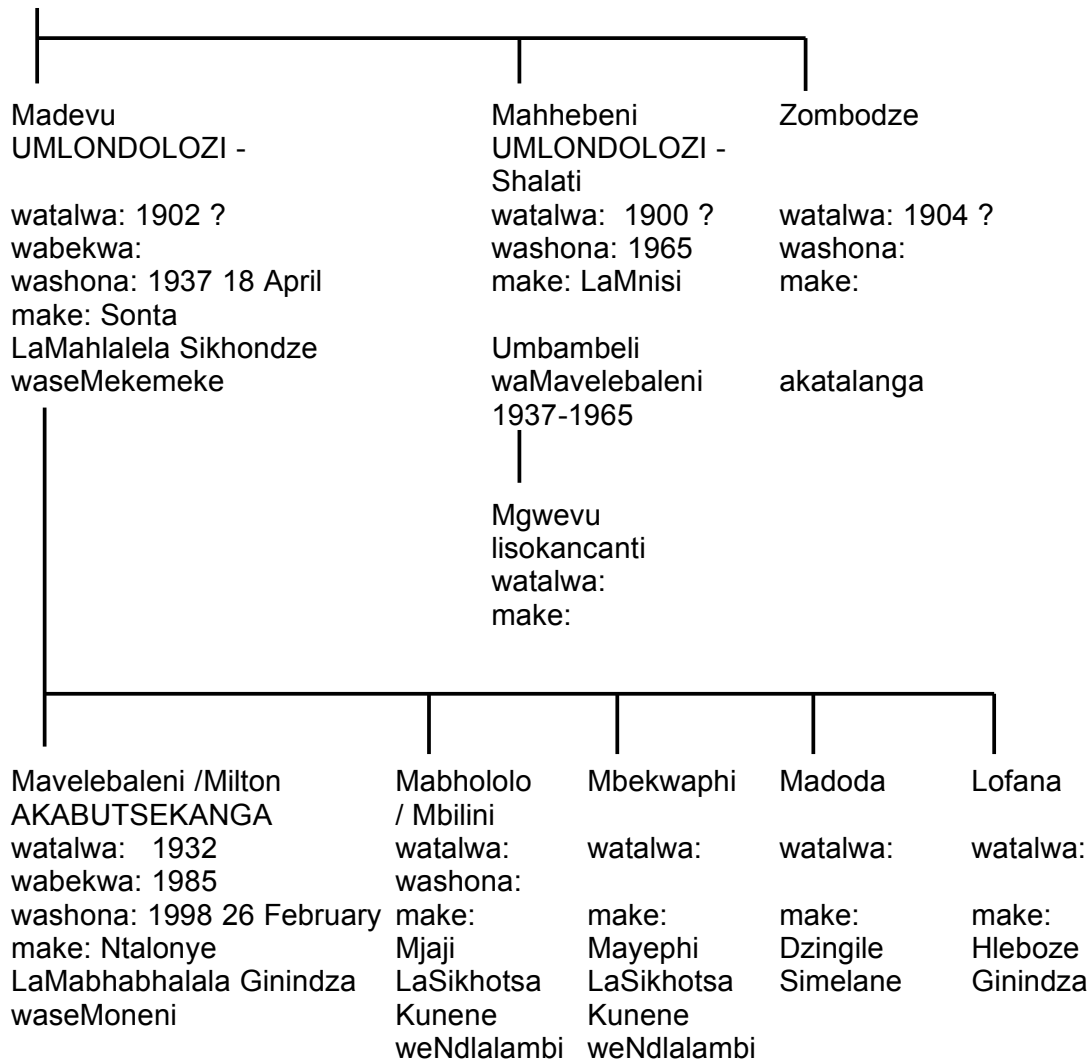 Madevu
UMLONDOLOZI -
watalwa: 1902 ?
wabekwa:
washona: 1937 18 April
make: Sonta
LaMahlalela Sikhondze
waseMekemeke
Mahhebeni
UMLONDOLOZI -
Shalati
watalwa: 1900 ?
washona: 1965
make: LaMnisi
Umbambeli
waMavelebaleni
1937-1965
Zombodze
watalwa: 1904 ?
washona:
make:
akatalanga
Mgwevu
lisokancanti
watalwa:
make:
Mavelebaleni /Milton
AKABUTSEKANGA
watalwa: 1932
wabekwa: 1985
washona: 1998 26 February
make: Ntalonye
LaMabhabhalala Ginindza
waseMoneni
Mabhololo
/ Mbilini
watalwa:
washona:
make:
Mjaji
LaSikhotsa
Kunene
weNdlalambi
Mbekwaphi
watalwa:
make:
Mayephi
LaSikhotsa
Kunene
weNdlalambi
Madoda
watalwa:
make:
Dzingile
Simelane
Lofana
watalwa:
make:
Hleboze
Ginindza